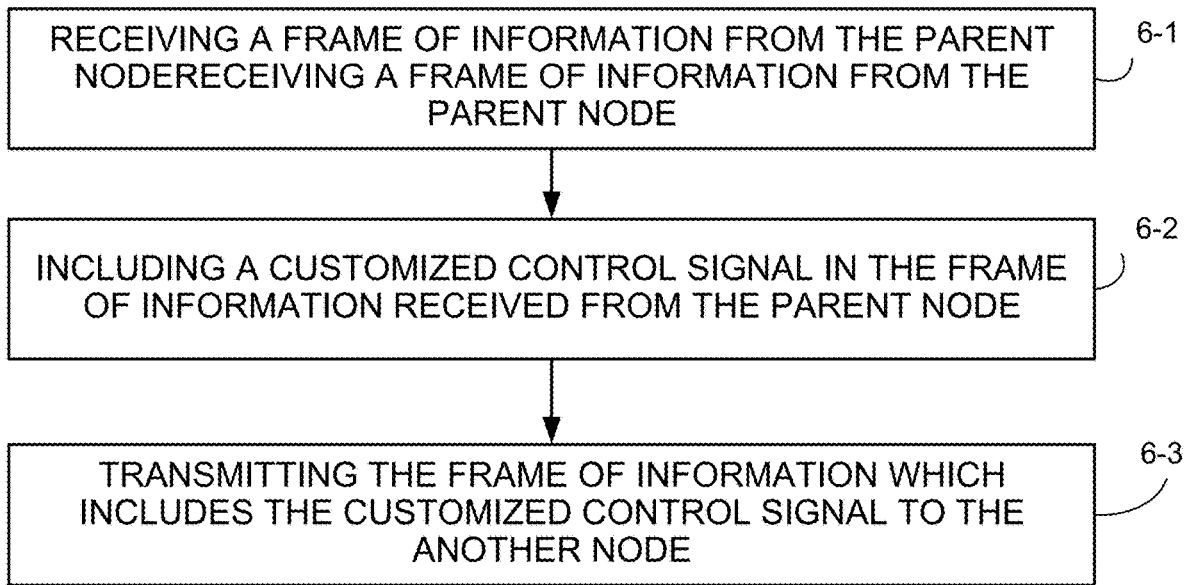 RECEIVING A FRAME OF INFORMATION FROM THE PARENT
NODERECEIVING A FRAME OF INFORMATION FROM THE
PARENT NODE
6-1
INCLUDING A CUSTOMIZED CONTROL SIGNAL IN THE FRAME
OF INFORMATION RECEIVED FROM THE PARENT NODE
6-2
TRANSMITTING THE FRAME OF INFORMATION WHICH
INCLUDES THE CUSTOMIZED CONTROL SIGNAL TO THE
ANOTHER NODE
6-3